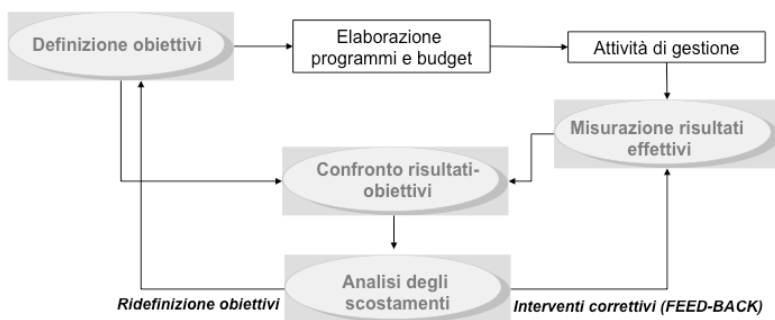 Definizione obiettivi
Elaborazione
programmi e budget
Attività di gestione
Misurazione risultati
effettivi
Confronto risultati-
obiettivi
Analisi degli
scostamenti
Ridefinizione obiettivi
Interventi correttivi (FEED-BACK)